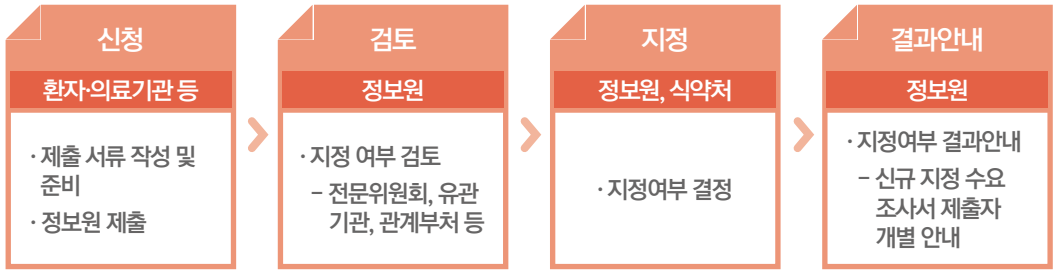 신청
환자·의료기관 등
· 제출 서류 작성 및
준비
· 정보원 제출
검토
정보원
· 지정 여부 검토
- 전문위원회, 유관
기관, 관계부처 등
지정
정보원, 식약처
· 지정여부 결정
결과안내
정보원
· 지정여부 결과안내
- 신규 지정 수요
조사서 제출자
개별 안내